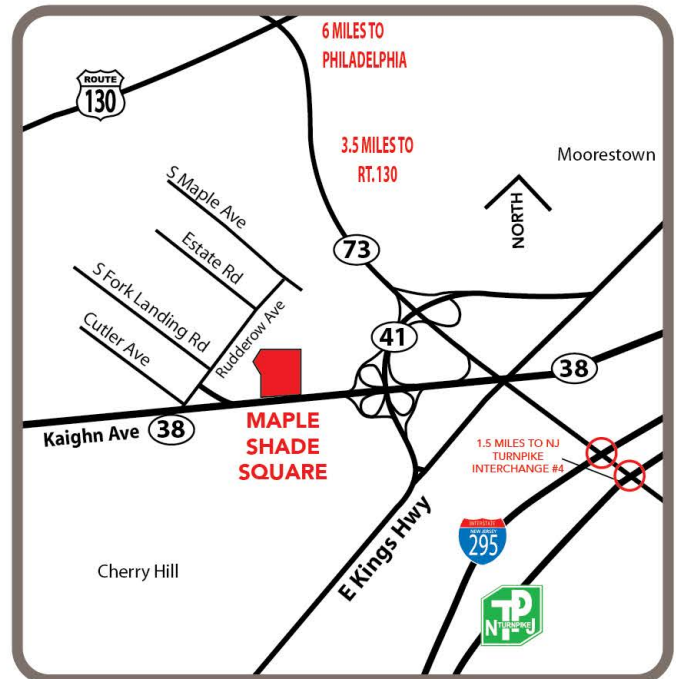 6 MILES TO
PHILADELPHIA
ROUTE
130
3.5 MILES TO
RT.130
Moorestown
S Maple Ave
NORTH
Estate Rd
73
S Fork Landing Rd
Rudderow Ave
Cutler Ave
41
38
Kaighn Ave
38
MAPLE
SHADE
SQUARE
1.5 MILES TO NJ
TURNPIKE
INTERCHANGE #4
E Kings Hwy
INTERSTATE
NEW JERSEY
295
Cherry Hill
TP
N TURNPIKE J